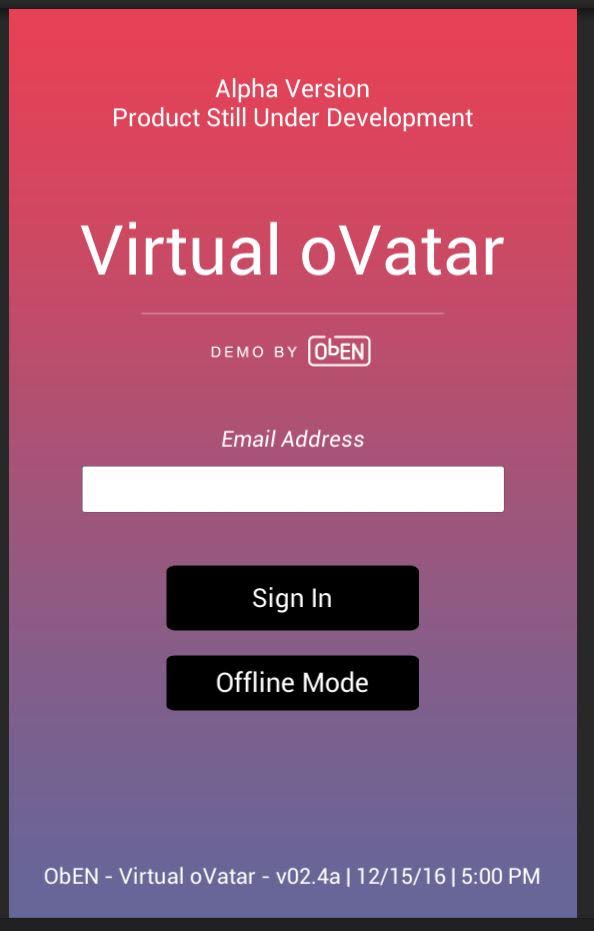 Alpha Version
Product Still Under Development
Virtual oVatar
DEMO BY ObEN
Email Address
Sign In
Offline Mode
ObEN - Virtual oVatar - v02.4a | 12/15/16 | 5:00 PM